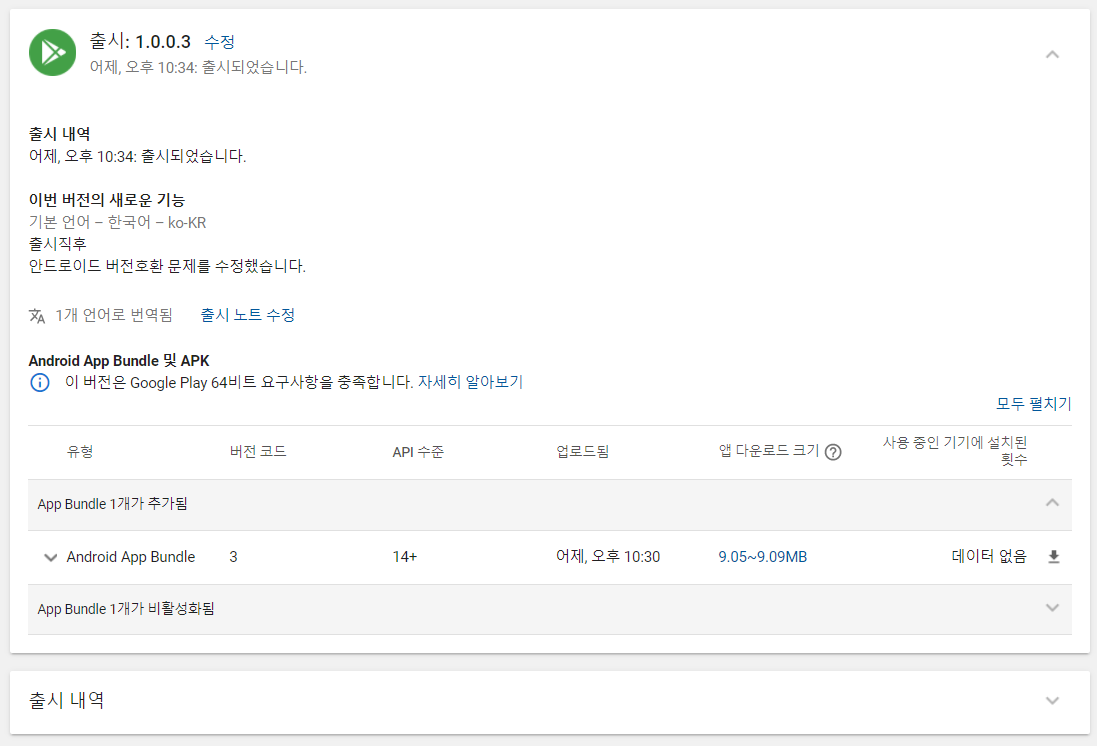 출시: 1.0.0.3 수정
어제, 오후 10:34: 출시되었습니다.
출시 내역
어제, 오후 10:34: 출시되었습니다.
이번 버전의 새로운 기능
기본 언어 – 한국어 – ko-KR
출시직후
안드로이드 버전호환 문제를 수정했습니다.
1개 언어로 번역됨 출시 노트 수정
Android App Bundle 및 APK
이 버전은 Google Play 64비트 요구사항을 충족합니다. 자세히 알아보기
모두 펼치기
유형 버전 코드 API 수준 업로드됨 앱 다운로드 크기 사용 중인 기기에 설치된
횟수
App Bundle 1개가 추가됨
Android App Bundle 3 14+ 어제, 오후 10:30 9.05~9.09MB 데이터 없음
App Bundle 1개가 비활성화됨
출시 내역